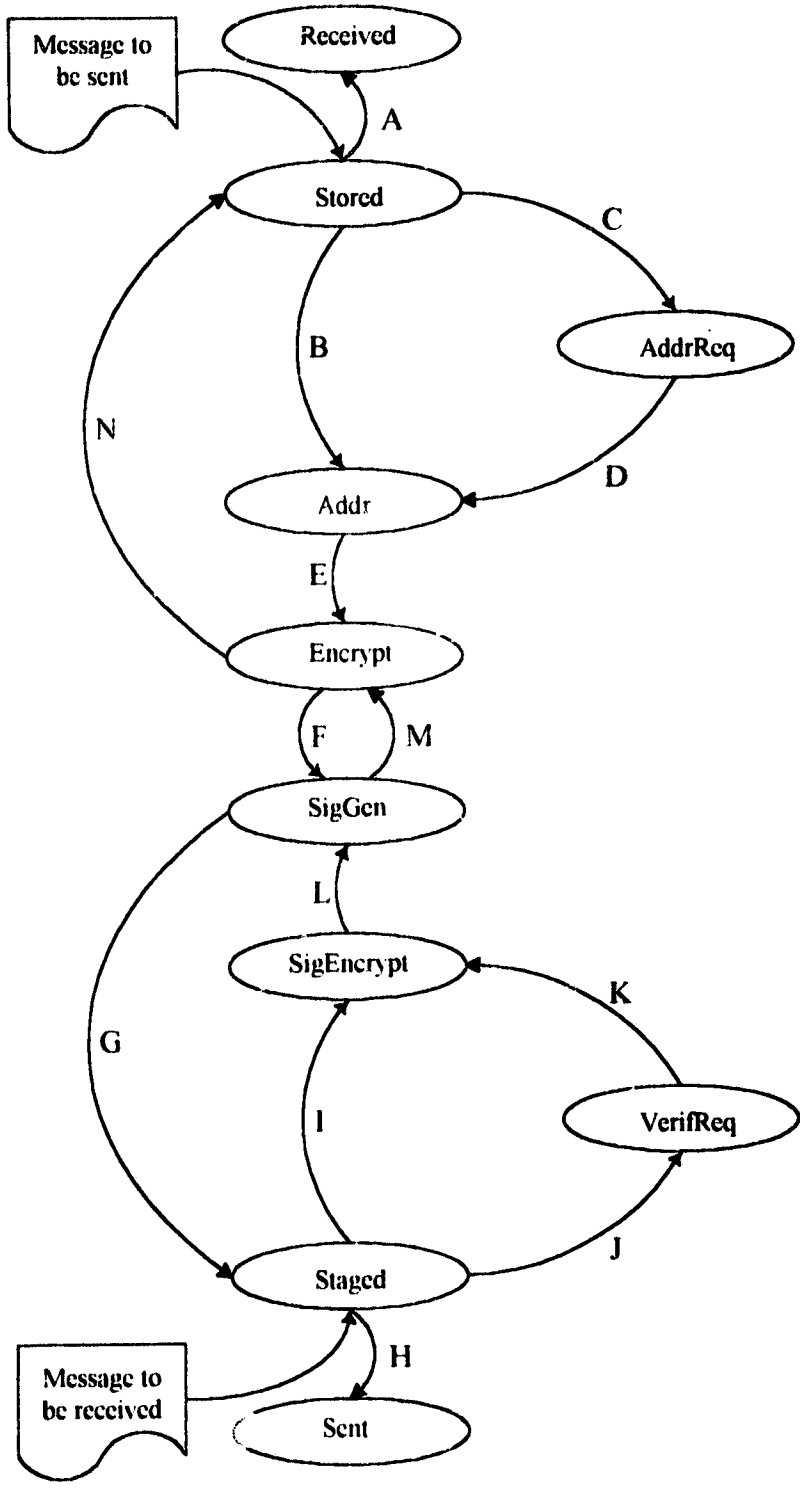 Message to
be sent
Received
A
Stored
C
B
AddrReq
N
D
Addr
E
Encrypt
F
M
SigGen
L
SigEncrypt
K
G
I
VerifReq
J
Staged
H
Message to
be received
Sent